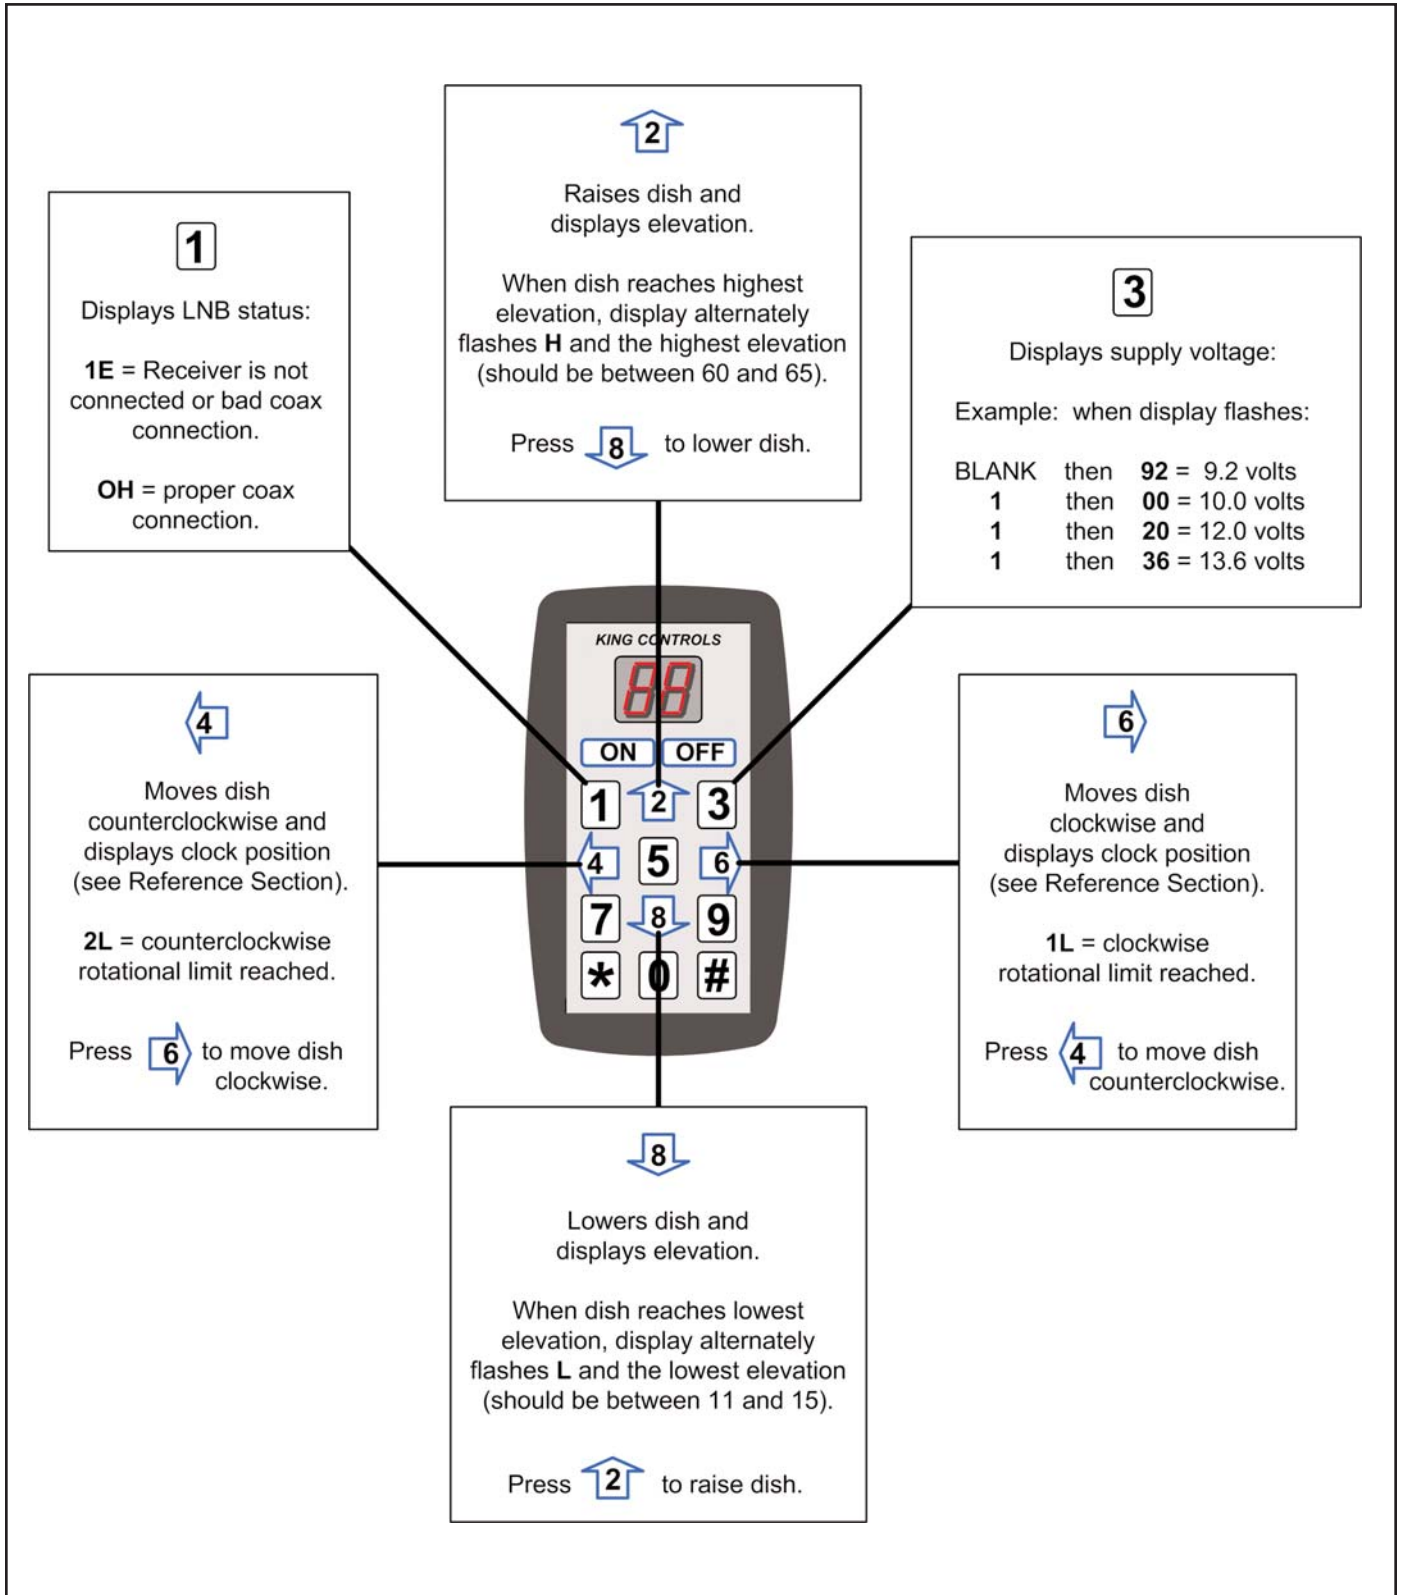 2
Raises dish and
displays elevation.
When dish reaches highest
elevation, display alternately
flashes H and the highest elevation
(should be between 60 and 65).
Press 8 to lower dish.
1
Displays LNB status:
1E = Receiver is not
connected or bad coax
connection.
OH = proper coax
connection.
3
Displays supply voltage:
Example: when display flashes:
BLANK then 92 = 9.2 volts
1 then 00 = 10.0 volts
1 then 20 = 12.0 volts
1 then 36 = 13.6 volts
KING CONTROLS
88
ON OFF
1 2 3
4 5 6
7 8 9
* 0 #
4
Moves dish
counterclockwise and
displays clock position
(see Reference Section).
2L = counterclockwise
rotational limit reached.
Press 6 to move dish
clockwise.
6
Moves dish
clockwise and
displays clock position
(see Reference Section).
1L = clockwise
rotational limit reached.
Press 4 to move dish
counterclockwise.
8
Lowers dish and
displays elevation.
When dish reaches lowest
elevation, display alternately
flashes L and the lowest elevation
(should be between 11 and 15).
Press 2 to raise dish.